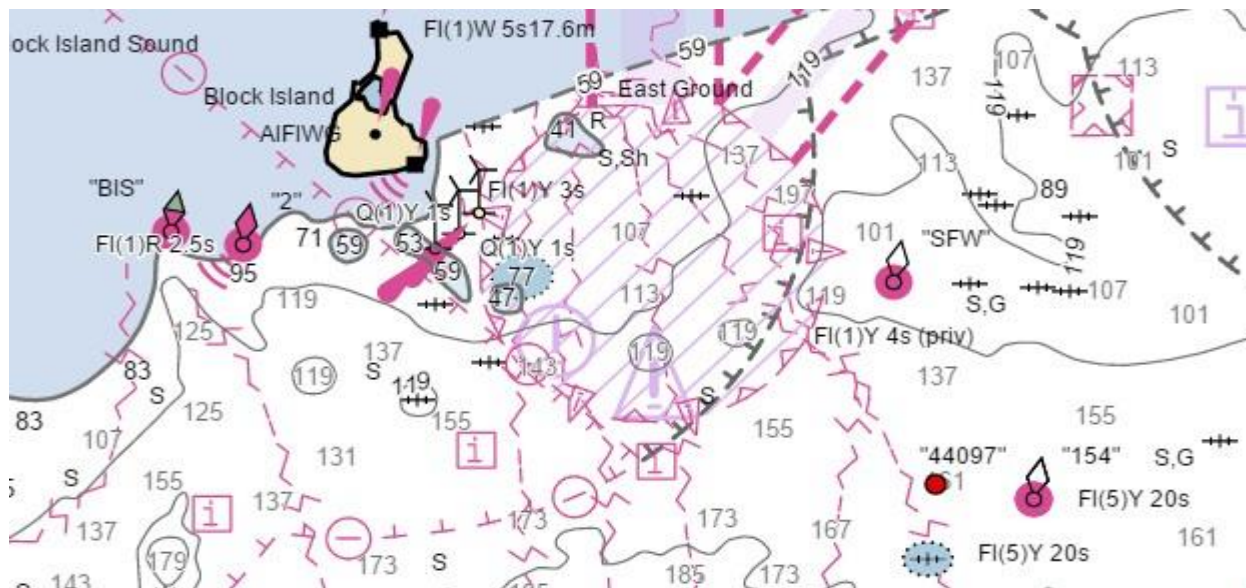 ock Island Sound
Fl(1)W 5s17.6m
59
107
113
137
119
59
East Ground
119
Block Island
AlFlWG
41
R
S,Sh
137
101
S
113
"BIS"
"2"
Fl(1)Y 3s
197
89
Q(1)Y 1s
Fl(1)R 2.5s
71
59
53
107
101
"SFW"
Q(1)Y 1s
95
59
77
119
47
113
119
119
S,G
107
101
125
119
Fl(1)Y 4s (priv)
137
119
143
83
119
S
119
137
S
S
155
83
125
155
155
107
131
"44097"
"154"
S,G
S
155
61
137
Fl(5)Y 20s
137
173
173
167
161
179
173
S
Fl(5)Y 20s
143
185
173